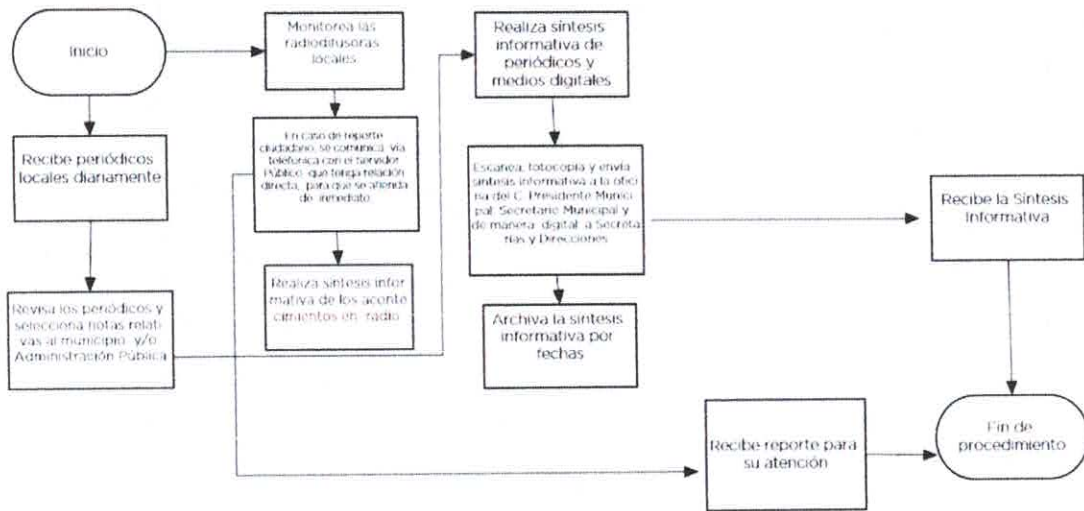 Inicio
Recibe periódicos
locales diariamente
Revisa los periódicos y
selecciona notas relati
vas al municipio y/o
Administración Pública
Monitorea las
radiodifusoras
locales
En caso de reporte
ciudadano, se comunica vía
telefónica con el Servidor
Público que tenga relación
directa, para que se atienda
de inmediato
Realiza síntesis infor
mativa de los aconte
cimientos en radio
Realiza síntesis
informativa de
periódicos y
medios digitales
Escanea, fotocopia y envía
síntesis informativa a la ofici
na del C. Presidente Munici
pal, Secretario Municipal y
de manera digital a Secreta
rías y Direcciones
Archiva la síntesis
informativa por
fechas
Recibe la Síntesis
Informativa
Recibe reporte para
su atención
Fin de
procedimiento